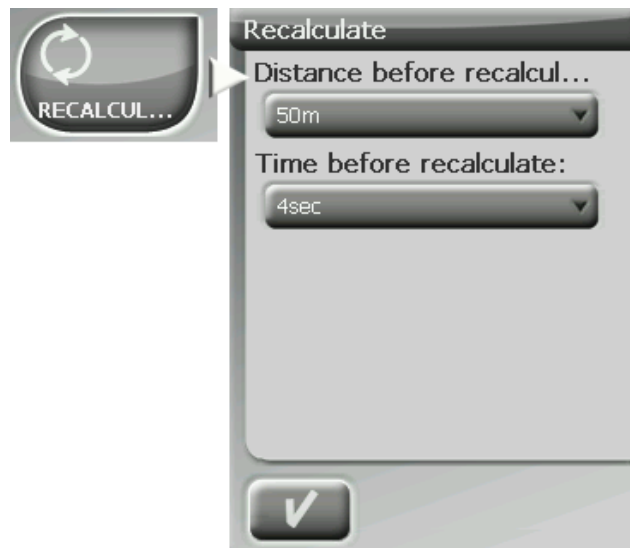 RECALCUL...
Recalculate
Distance before recalcul...
50m
Time before recalculate:
4sec